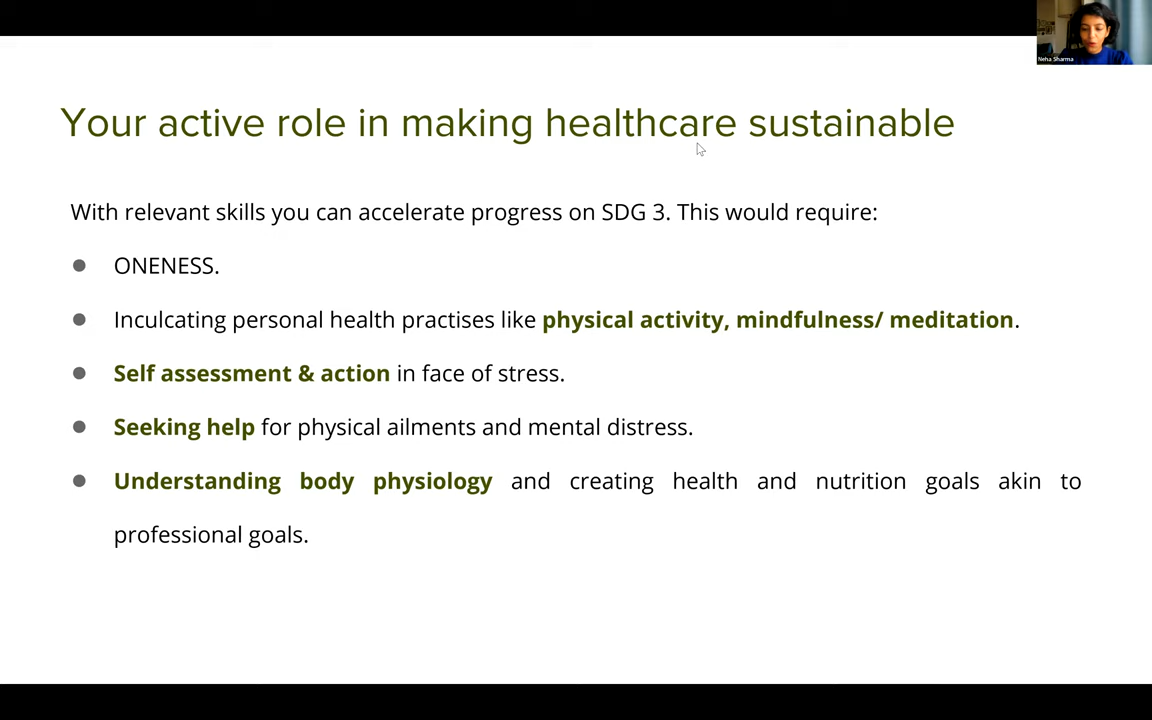 Neha Sharma
Your active role in making healthcare sustainable
With relevant skills you can accelerate progress on SDG 3. This would require:
● ONENESS.
● Inculcating personal health practises like physical activity, mindfulness/ meditation.
● Self assessment & action in face of stress.
● Seeking help for physical ailments and mental distress.
● Understanding body physiology and creating health and nutrition goals akin to
professional goals.